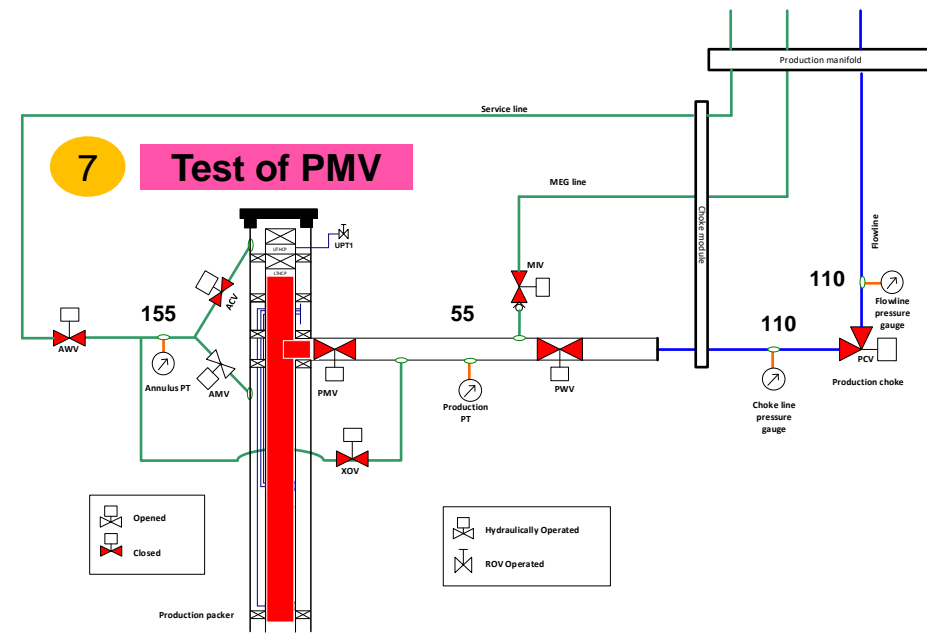 Production manifold
Service line
7
Test of PMV
MEG line
Choke module
Flowline
UPT1
UTHCP
LTHCP
MIV
ACV
155
55
110
110
Flowline
pressure
gauge
AWV
Annulus PT
AMV
PMV
Production
PT
PWV
PCV
Production choke
Choke line
pressure
gauge
XOV
Opened
Closed
Hydraulically Operated
ROV Operated
Production packer